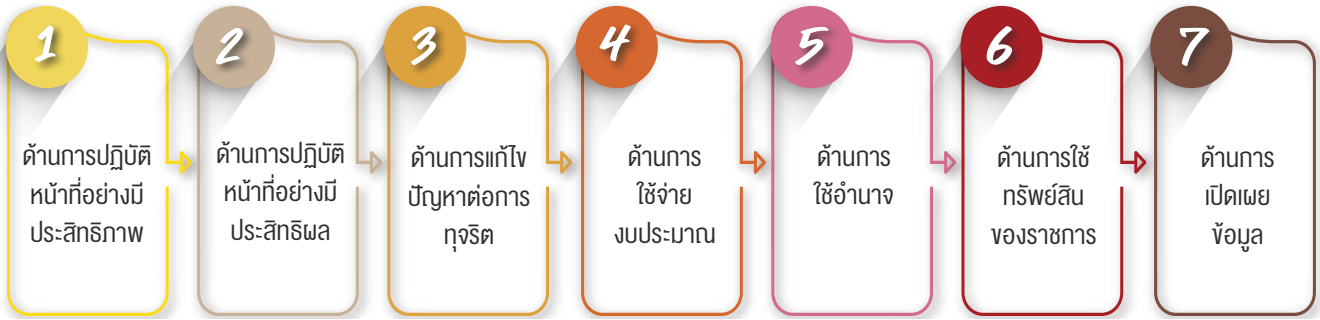 1
ด้านการปฏิบัติ
หน้าที่อย่างมี
ประสิทธิภาพ
2
ด้านการปฏิบัติ
หน้าที่อย่างมี
ประสิทธิผล
3
ด้านการแก้ไข
ปัญหาต่อการ
ทุจริต
4
ด้านการ
ใช้จ่าย
งบประมาณ
5
ด้านการ
ใช้อำนาจ
6
ด้านการใช้
ทรัพย์สิน
ของราชการ
7
ด้านการ
เปิดเผย
ข้อมูล